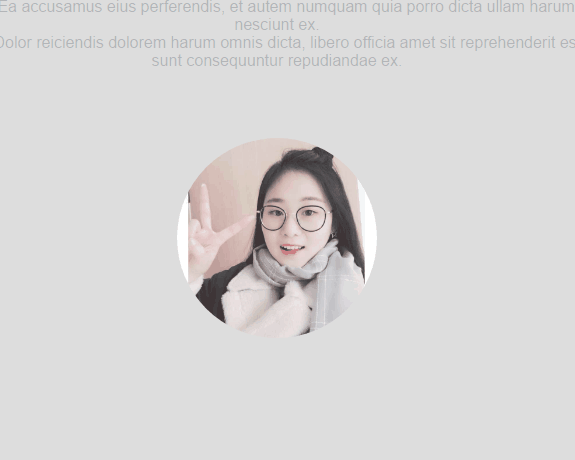 Ea accusamus eius perferendis, et autem numquam quia porro dicta ullam harum
nesciunt ex.
Dolor reiciendis dolorem harum omnis dicta, libero officia amet sit reprehenderit es
sunt consequuntur repudiandae ex.